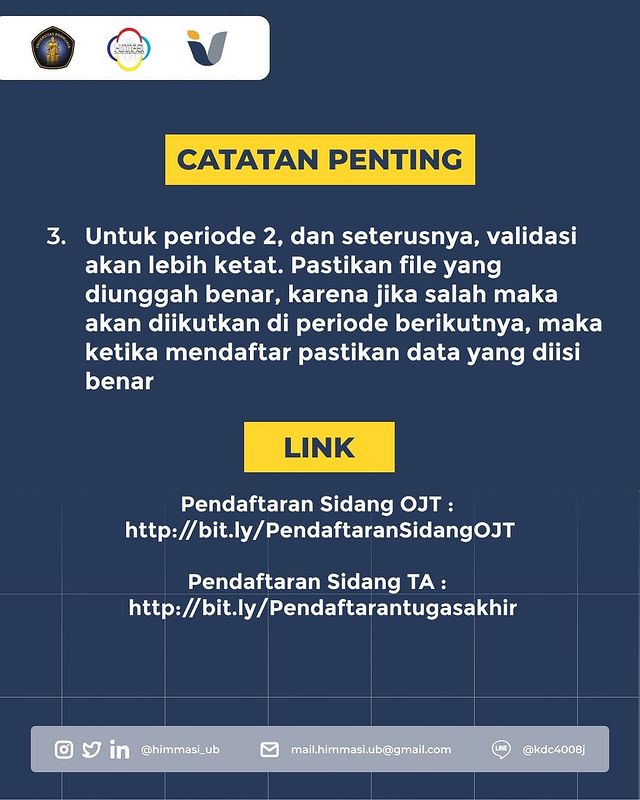 CATATAN PENTING
3. Untuk periode 2, dan seterusnya, validasi
akan lebih ketat. Pastikan file yang
diunggah benar, karena jika salah maka
akan diikutkan di periode berikutnya, maka
ketika mendaftar pastikan data yang diisi
benar
LINK
Pendaftaran Sidang OJT :
http://bit.ly/PendaftaranSidangOJT
Pendaftaran Sidang TA :
http://bit.ly/Pendaftarantugasakhir
@himmasi_ub mail.himmasi.ub@gmail.com LINE @kdc4008j